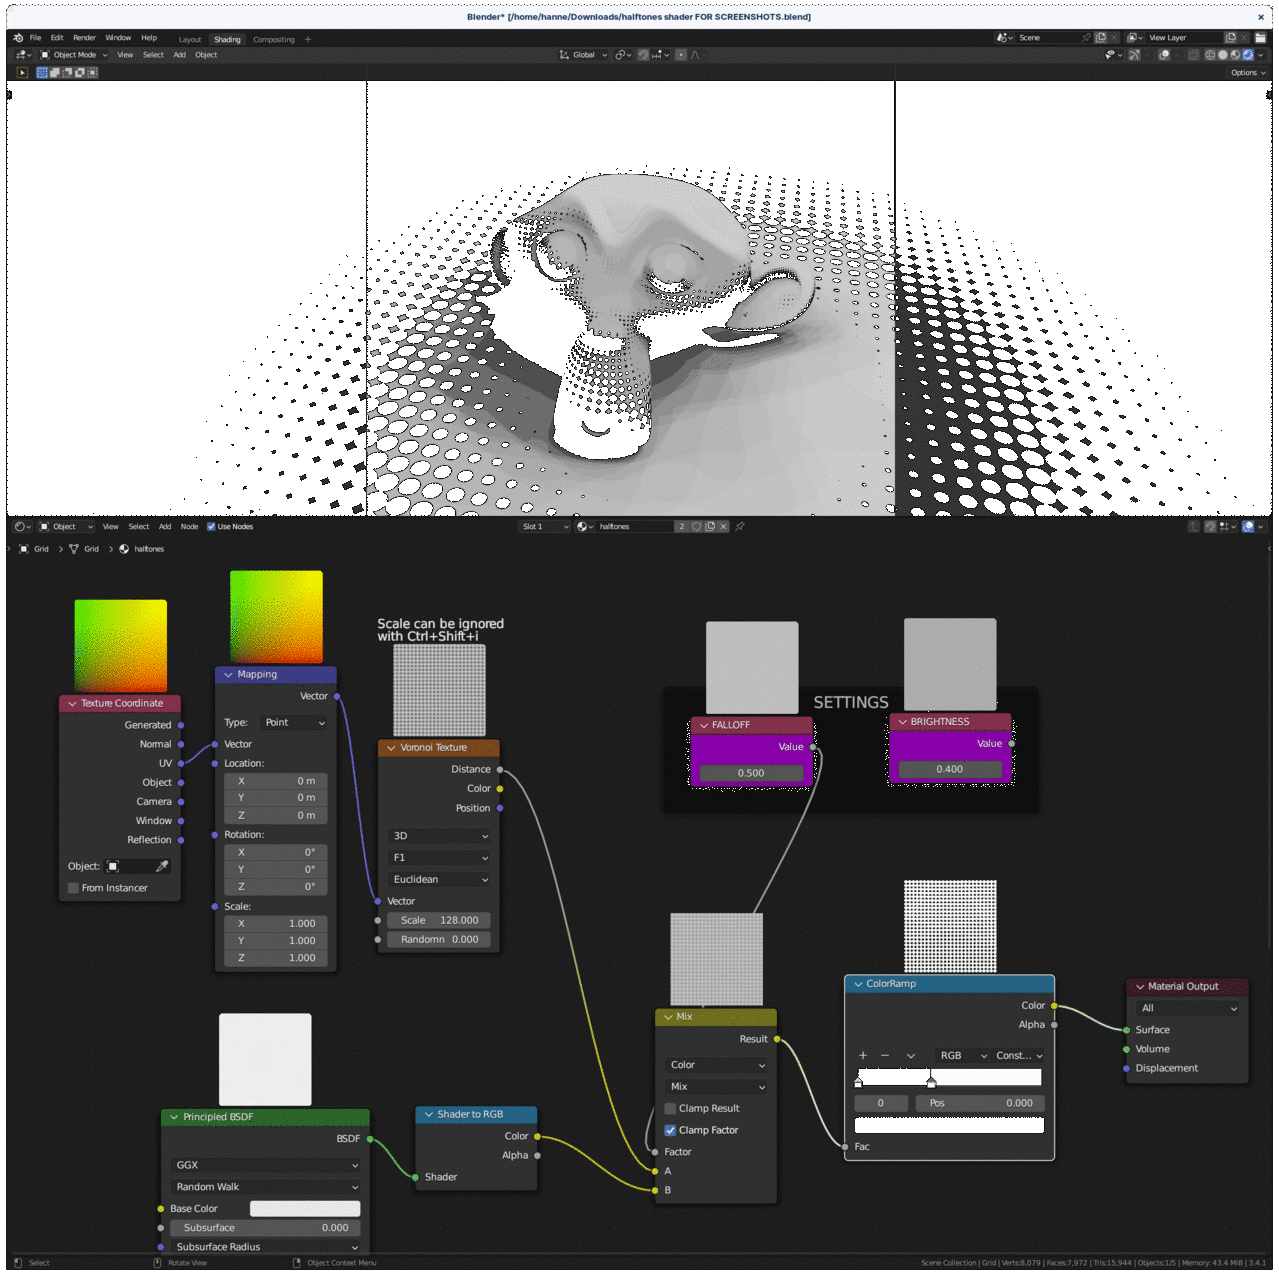 Blender* [/home/hanne/Downloads/halftones shader FOR SCREENSHOTS.blend]
File Edit Render Window Help Layout Shading Compositing + Scene View Layer
Object Mode View Select Add Object Global
Options
Object View Select Add Node Use Nodes Slot 1 halftones 2
Grid > Grid > halftones
Scale can be ignored
with Ctrl+Shift+i
SETTINGS
Texture Coordinate
Generated
Normal
UV
Object
Camera
Window
Reflection
Object:
From Instancer
Mapping
Vector
Type: Point
Vector
Location:
X 0 m
Y 0 m
Z 0 m
Rotation:
X 0°
Y 0°
Z 0°
Scale:
X 1.000
Y 1.000
Z 1.000
Voronoi Texture
Distance
Color
Position
3D
F1
Euclidean
Vector
Scale 128.000
Randomn 0.000
FALLOFF
Value
0.500
BRIGHTNESS
Value
0.400
Principled BSDF
BSDF
GGX
Random Walk
Base Color
Subsurface 0.000
Subsurface Radius
Shader to RGB
Color
Alpha
Shader
Mix
Result
Color
Mix
Clamp Result
Clamp Factor
Factor
A
B
ColorRamp
Color
Alpha
+ − RGB Const...
0 Pos 0.000
Fac
Material Output
All
Surface
Volume
Displacement
Select Rotate View Object Context Menu Scene Collection | Grid | Verts:8,079 | Faces:7,972 | Tris:15,944 | Objects:1/5 | Memory: 43.4 MiB | 3.4.1